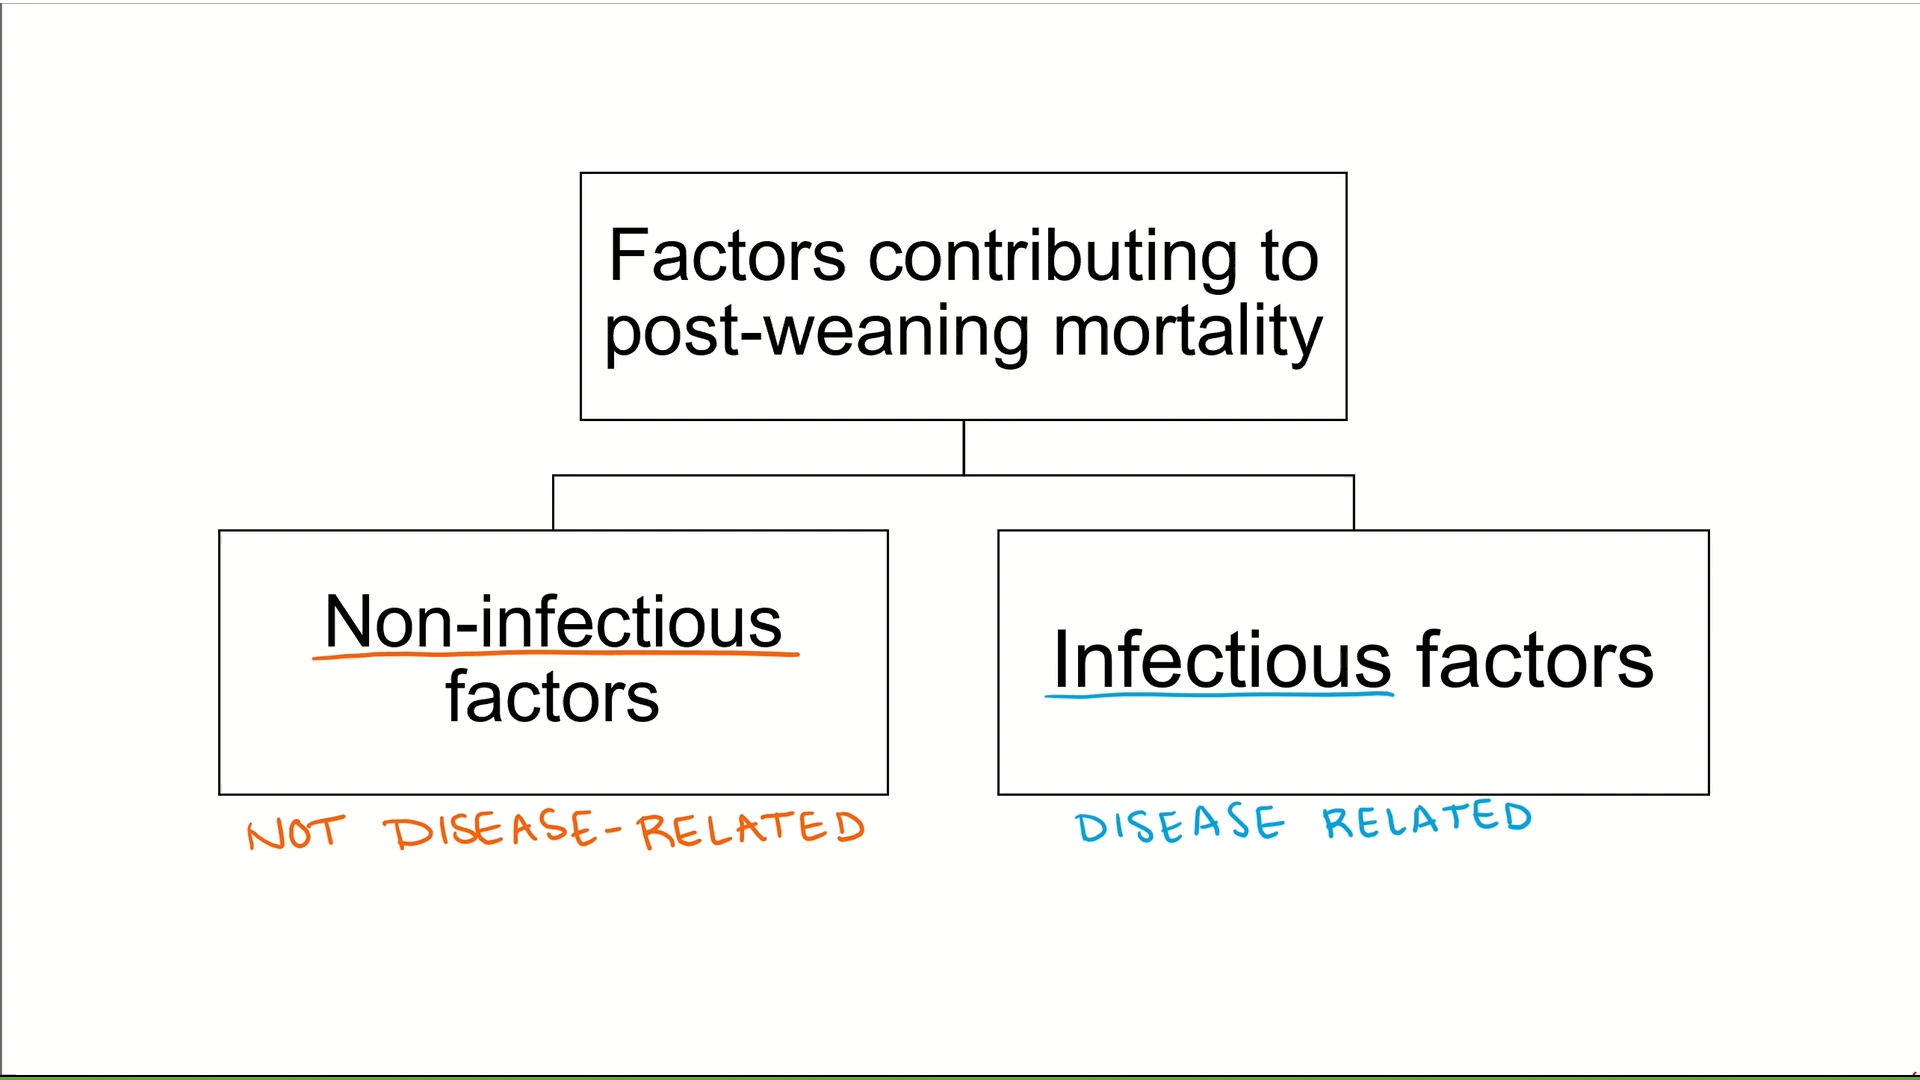 Factors contributing to
post-weaning mortality
Non-infectious
factors
Infectious factors
NOT DISEASE-RELATED
DISEASE RELATED